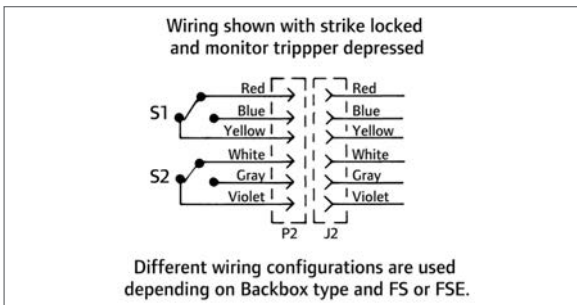 Wiring shown with strike locked
and monitor trippper depressed
Red Red
S1 Blue Blue
Yellow Yellow
White White
S2 Gray Gray
Violet Violet
P2 J2
Different wiring configurations are used
depending on Backbox type and FS or FSE.